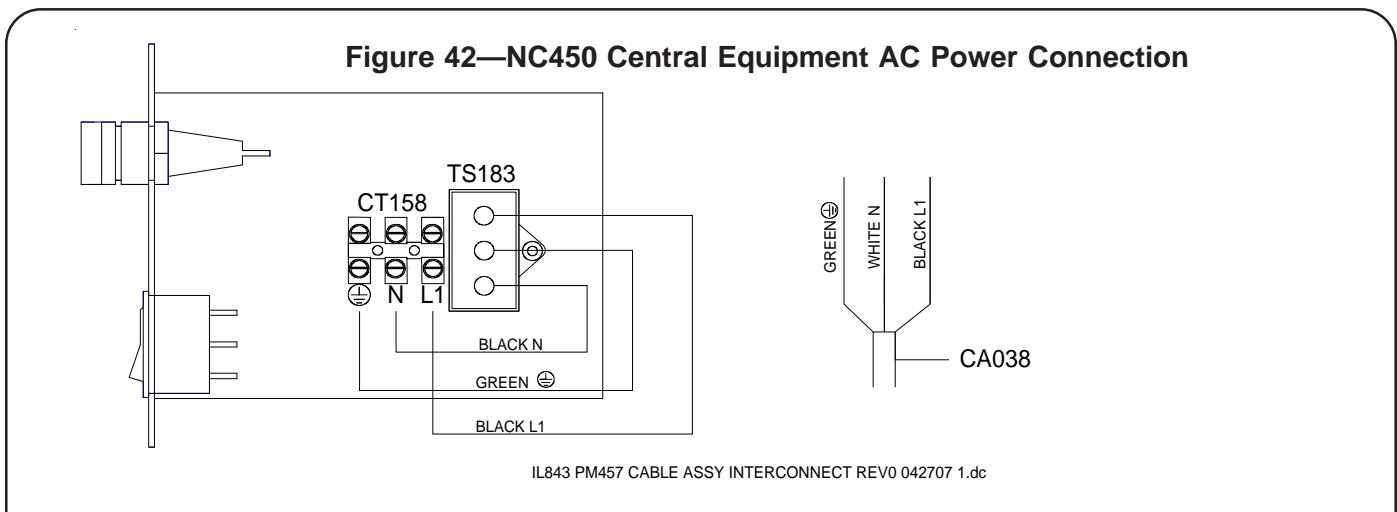 Figure 42—NC450 Central Equipment AC Power Connection
TS183
CT158
N
L1
BLACK N
GREEN
BLACK L1
GREEN
WHITE N
BLACK L1
CA038
IL843 PM457 CABLE ASSY INTERCONNECT REV0 042707 1.dc